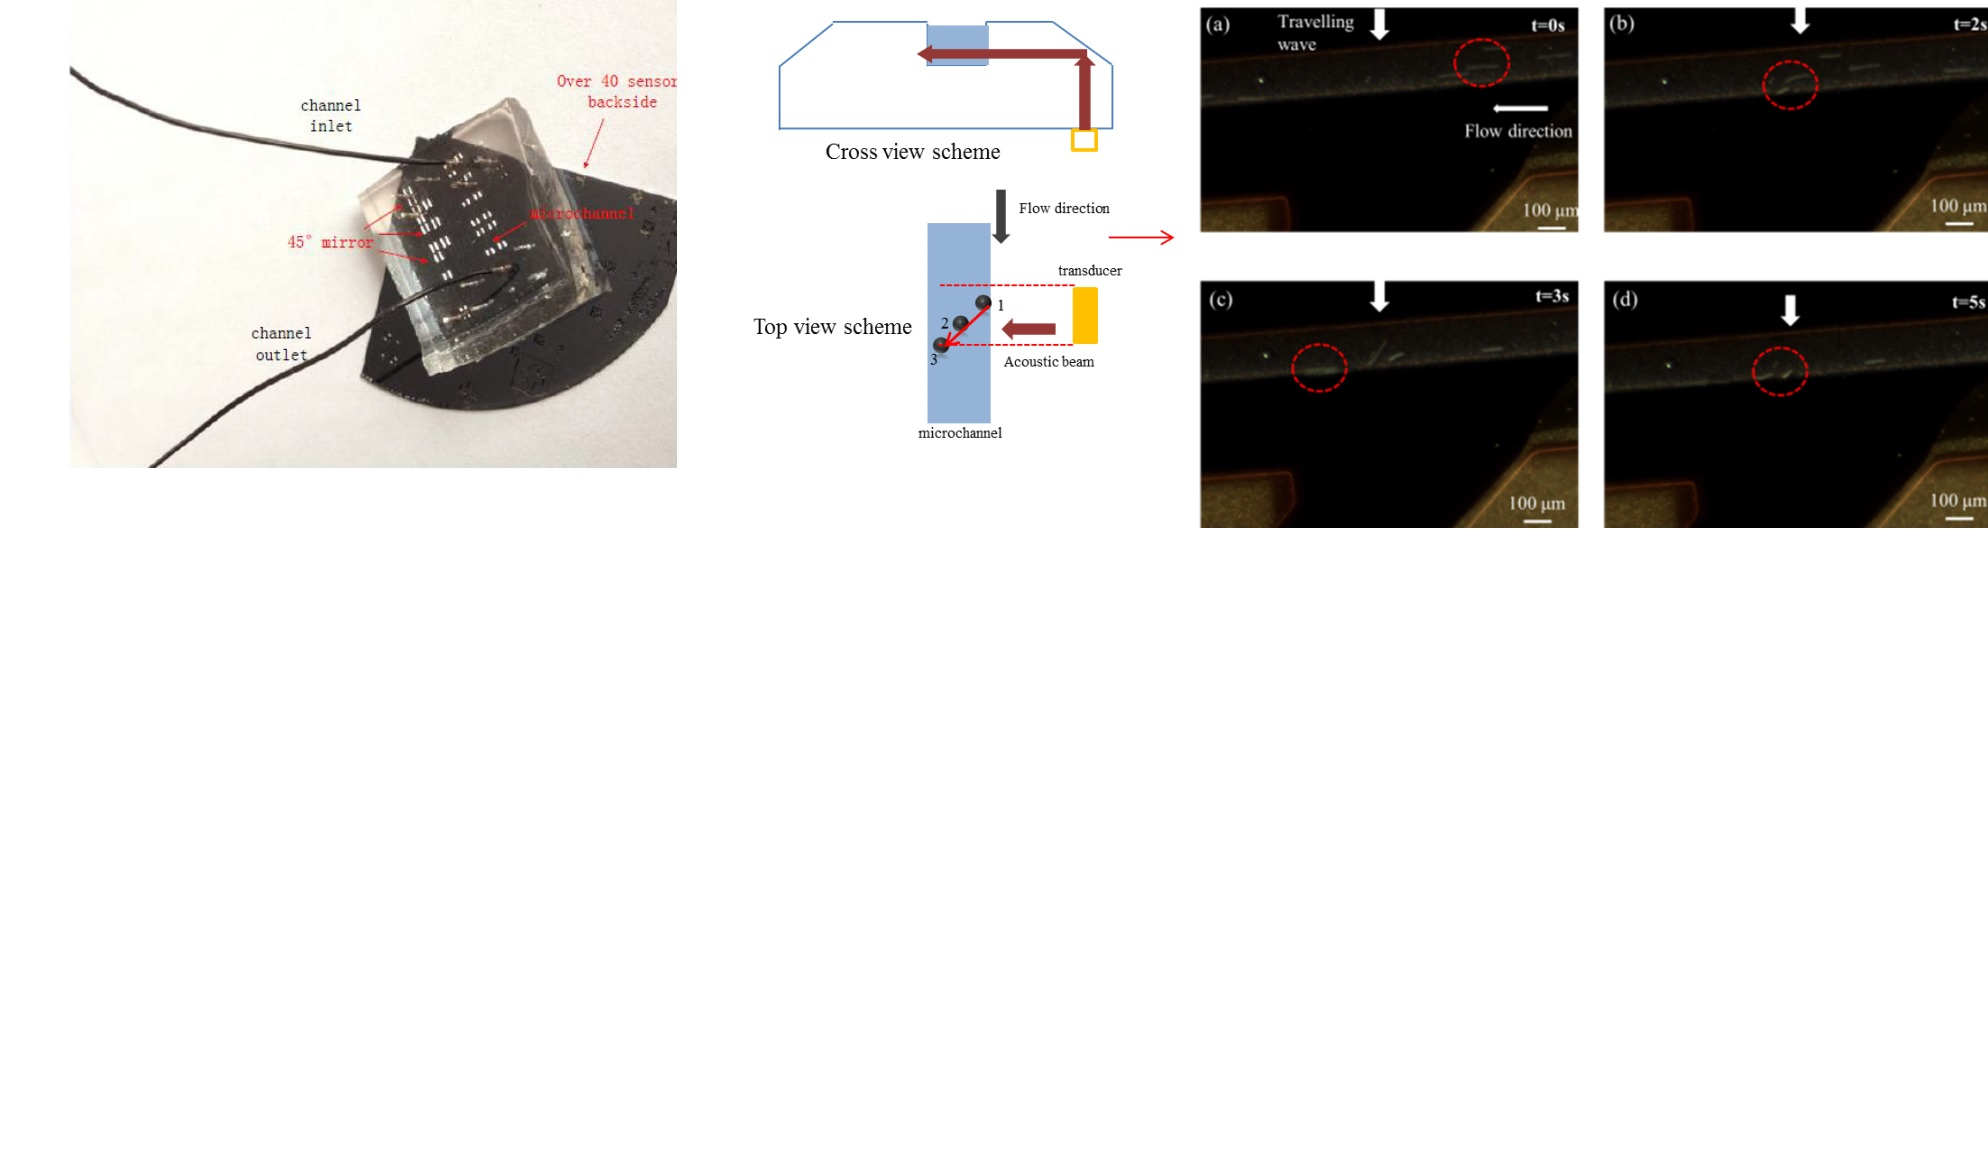 channel
inlet
Over 40 sensor
backside
microchannel
45° mirror
channel
outlet
Cross view scheme
Flow direction
transducer
1
2
3
Top view scheme
Acoustic beam
microchannel
(a)
Travelling
wave
t=0s
Flow direction
100 μm
(b)
t=2s
100 μm
(c)
t=3s
100 μm
(d)
t=5s
100 μm